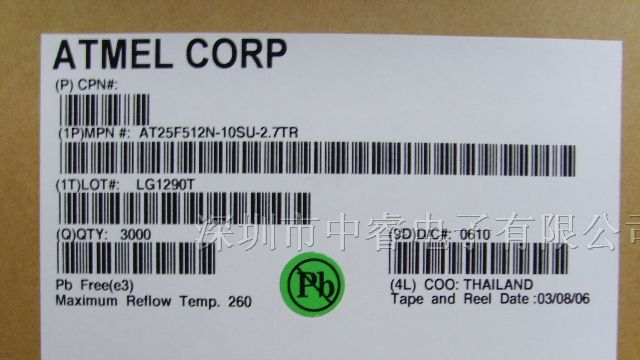 ATMEL CORP
(P) CPN#:
(1P)MPN #: AT25F512N-10SU-2.7TR
(1T)LOT#: LG1290T
深圳市中睿电子有限公司
(Q)QTY: 3000 (9D)D/C#: 0610
Pb Free(e3) Pb (4L) COO: THAILAND
Maximum Reflow Temp. 260 Tape and Reel Date :03/08/06